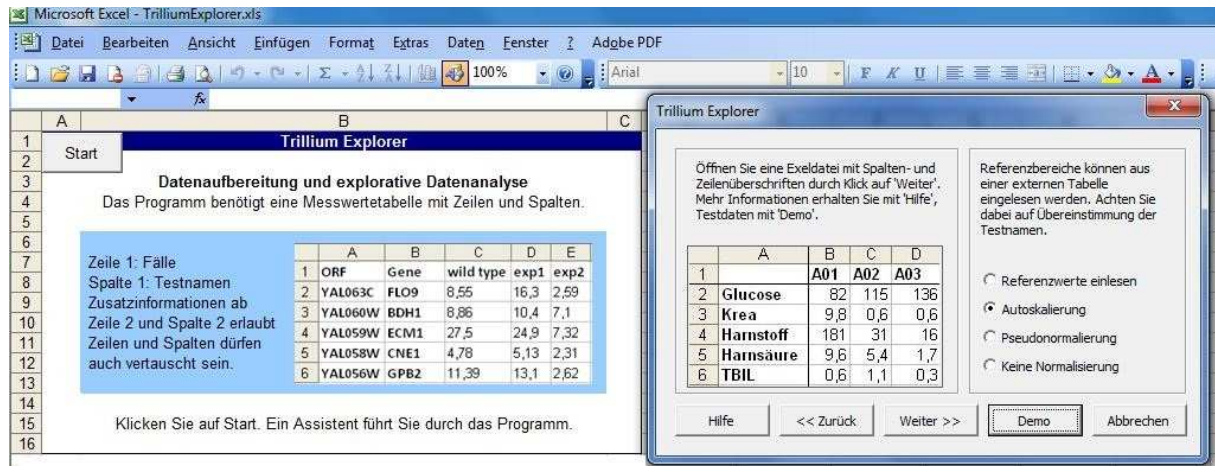 Microsoft Excel - TrilliumExplorer.xls
Datei Bearbeiten Ansicht Einfügen Format Extras Daten Fenster ? Adobe PDF
100% Arial 10 F K U
fx
A B C
1 Trillium Explorer
Start
2
3 Datenaufbereitung und explorative Datenanalyse
4 Das Programm benötigt eine Messwertetabelle mit Zeilen und Spalten.
5
6
7 Zeile 1: Fälle
8 Spalte 1: Testnamen
9 Zusatzinformationen ab
10 Zeile 2 und Spalte 2 erlaubt
11 Zeilen und Spalten dürfen
12 auch vertauscht sein.
13
A B C D E
1 ORF Gene wild type exp1 exp2
2 YAL063C FLO9 8,55 16,3 2,59
3 YAL060W BDH1 8,86 10,4 7,1
4 YAL059W ECM1 27,5 24,9 7,32
5 YAL058W CNE1 4,78 5,13 2,31
6 YAL056W GPB2 11,39 13,1 2,62
14
15 Klicken Sie auf Start. Ein Assistent führt Sie durch das Programm.
16
Trillium Explorer
Öffnen Sie eine Exeldatei mit Spalten- und
Zeilenüberschriften durch Klick auf 'Weiter'.
Mehr Informationen erhalten Sie mit 'Hilfe',
Testdaten mit 'Demo'.
A B C D
1 A01 A02 A03
2 Glucose 82 115 136
3 Krea 9,8 0,6 0,6
4 Harnstoff 181 31 16
5 Harnsäure 9,6 5,4 1,7
6 TBIL 0,6 1,1 0,3
Referenzbereiche können aus
einer externen Tabelle
eingelesen werden. Achten Sie
dabei auf Übereinstimmung der
Testnamen.
Referenzwerte einlesen
Autoskalierung
Pseudonormalierung
Keine Normalisierung
Hilfe << Zurück Weiter >> Demo Abbrechen